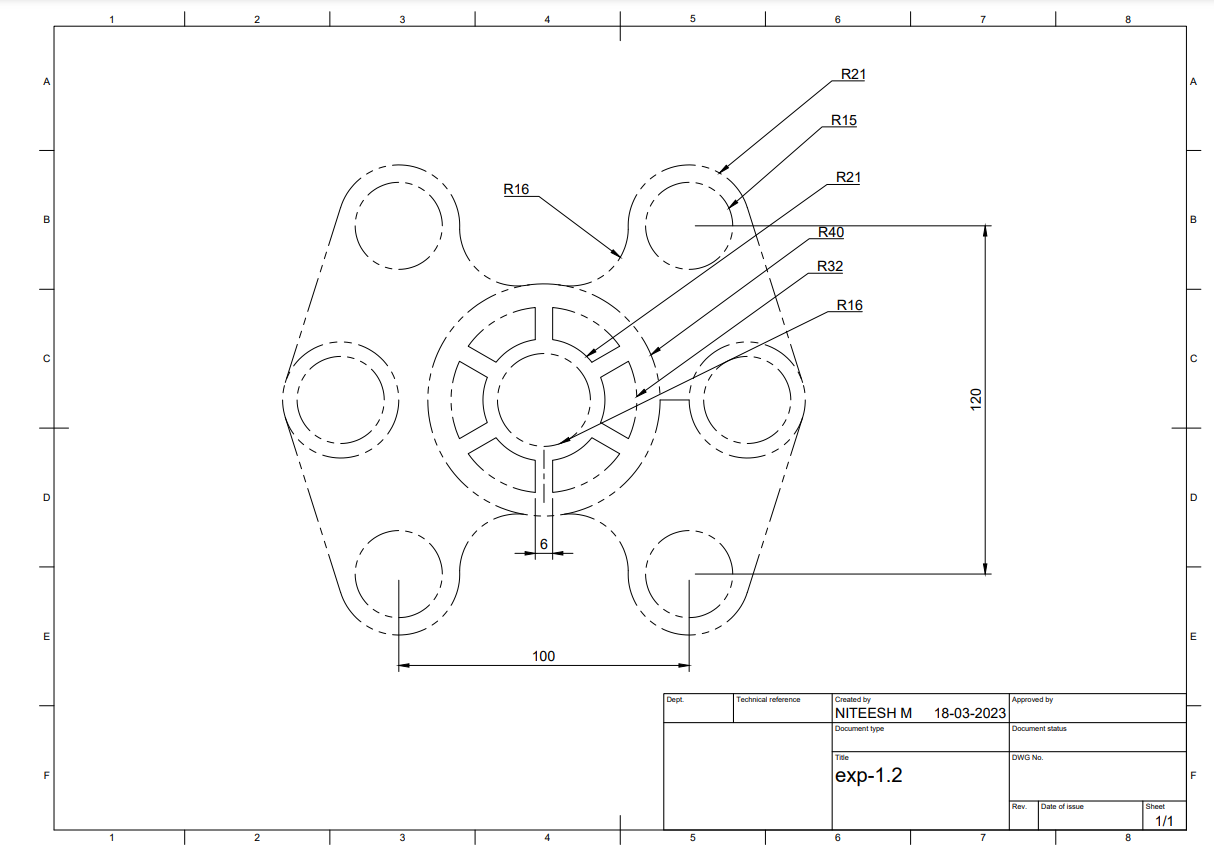 1 2 3 4 5 6 7 8
A A
R21
R15
R21
R16
B B
R40
R32
R16
C C
120
D D
6
E E
100
Dept. Technical reference Created by Approved by
NITEESH M 18-03-2023
Document type Document status
Title DWG No.
exp-1.2
F F
Rev. Date of issue Sheet
1/1
1 2 3 4 5 6 7 8